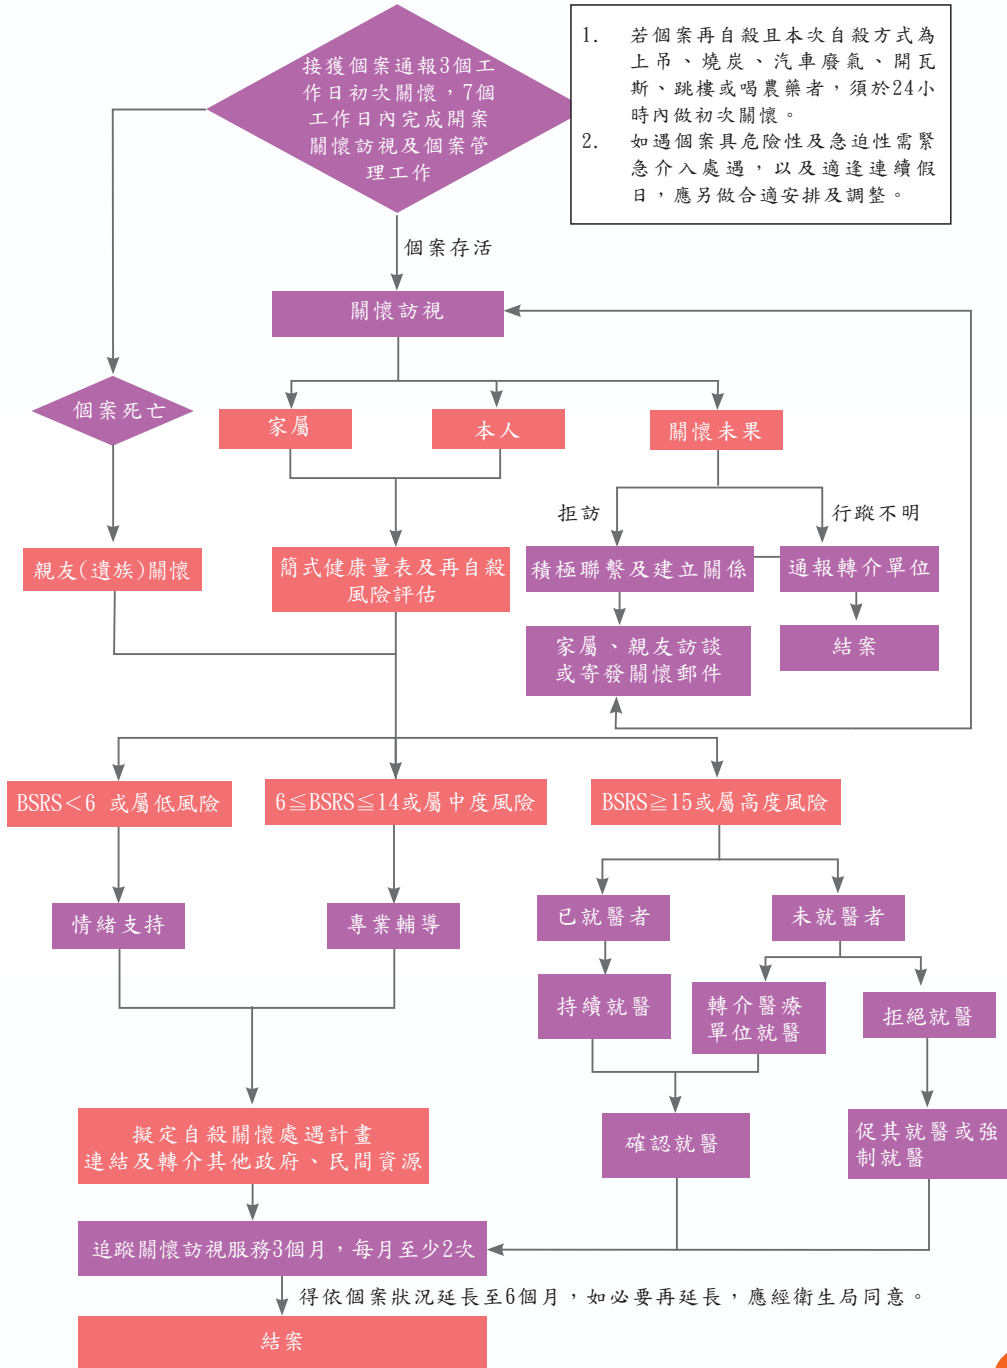 接獲個案通報3個工
作日初次關懷，7個
工作日內完成開案
關懷訪視及個案管
理工作
1. 若個案再自殺且本次自殺方式為
上吊、燒炭、汽車廢氣、開瓦
斯、跳樓或喝農藥者，須於24小
時內做初次關懷。
2. 如遇個案具危險性及急迫性需緊
急介入處遇，以及適逢連續假
日，應另做合適安排及調整。
個案存活
關懷訪視
個案死亡
家屬
本人
關懷未果
拒訪
行蹤不明
親友(遺族)關懷
簡式健康量表及再自殺
風險評估
積極聯繫及建立關係
通報轉介單位
家屬、親友訪談
或寄發關懷郵件
結案
BSRS＜6 或屬低風險
6≦BSRS≦14或屬中度風險
BSRS≧15或屬高度風險
情緒支持
專業輔導
已就醫者
未就醫者
持續就醫
轉介醫療
單位就醫
拒絕就醫
擬定自殺關懷處遇計畫
連結及轉介其他政府、民間資源
確認就醫
促其就醫或強
制就醫
追蹤關懷訪視服務3個月，每月至少2次
得依個案狀況延長至6個月，如必要再延長，應經衛生局同意。
結案